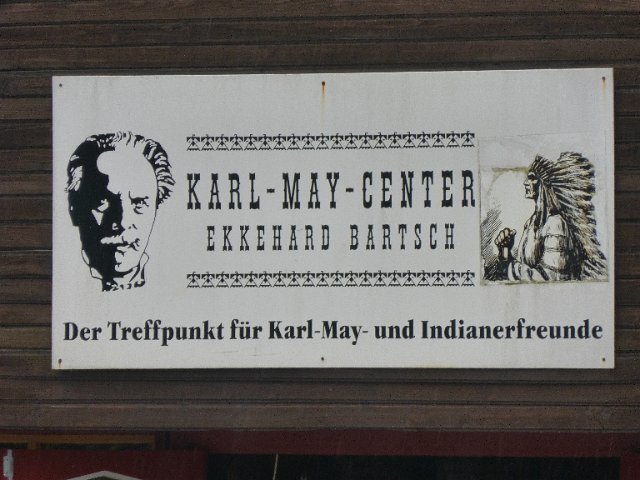 KARL-MAY-CENTER
EKKEHARD BARTSCH
Der Treffpunkt für Karl-May- und Indianerfreunde